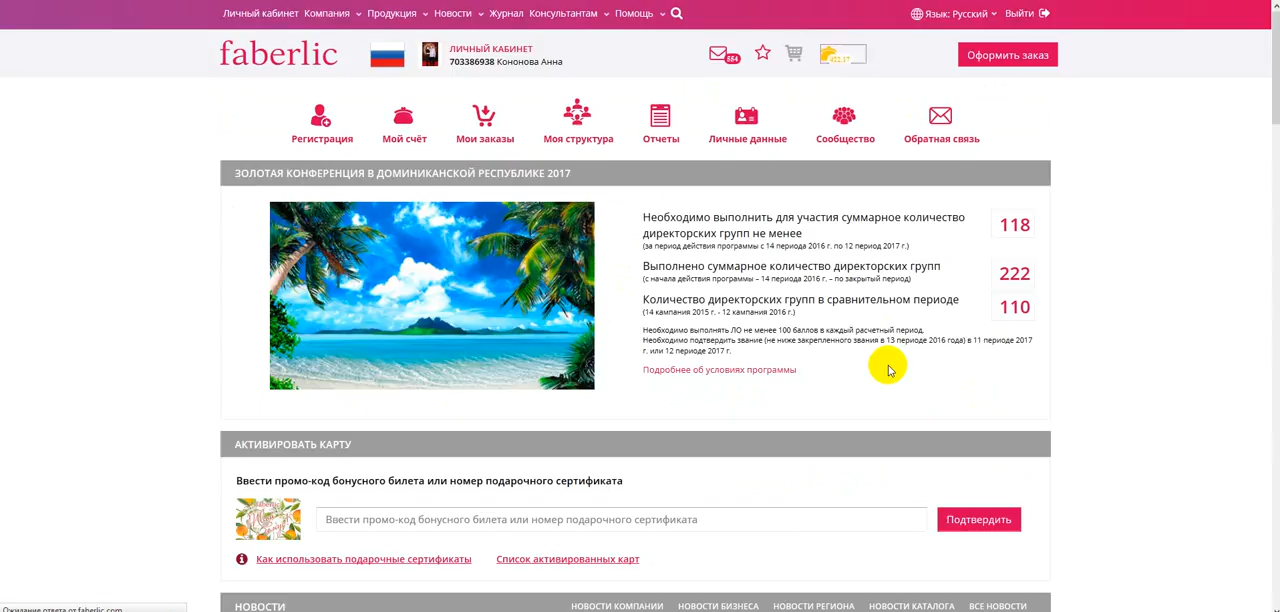 Личный кабинет Компания Продукция Новости Журнал Консультантам Помощь Язык: Русский Выйти
faberlic
ЛИЧНЫЙ КАБИНЕТ
703386938 Кононова Анна
554
422.17
Оформить заказ
Регистрация Мой счёт Мои заказы Моя структура Отчеты Личные данные Сообщество Обратная связь
ЗОЛОТАЯ КОНФЕРЕНЦИЯ В ДОМИНИКАНСКОЙ РЕСПУБЛИКЕ 2017
Необходимо выполнить для участия суммарное количество
директорских групп не менее
(за период действия программы с 14 периода 2016 г. по 12 период 2017 г.)
118
Выполнено суммарное количество директорских групп
(с начала действия программы – 14 периода 2016 г. – по закрытый период)
222
Количество директорских групп в сравнительном периоде
(14 кампания 2015 г. - 12 кампания 2016 г.)
110
Необходимо выполнять ЛО не менее 100 баллов в каждый расчетный период.
Необходимо подтвердить звание (не ниже закрепленного звания в 13 периоде 2016 года) в 11 периоде 2017
г. или 12 периоде 2017 г.
Подробнее об условиях программы
АКТИВИРОВАТЬ КАРТУ
Ввести промо-код бонусного билета или номер подарочного сертификата
Ввести промо-код бонусного билета или номер подарочного сертификата
Подтвердить
Как использовать подарочные сертификаты Список активированных карт
НОВОСТИ НОВОСТИ КОМПАНИИ НОВОСТИ БИЗНЕСА НОВОСТИ РЕГИОНА НОВОСТИ КАТАЛОГА ВСЕ НОВОСТИ
Ожидание ответа от faberlic.com